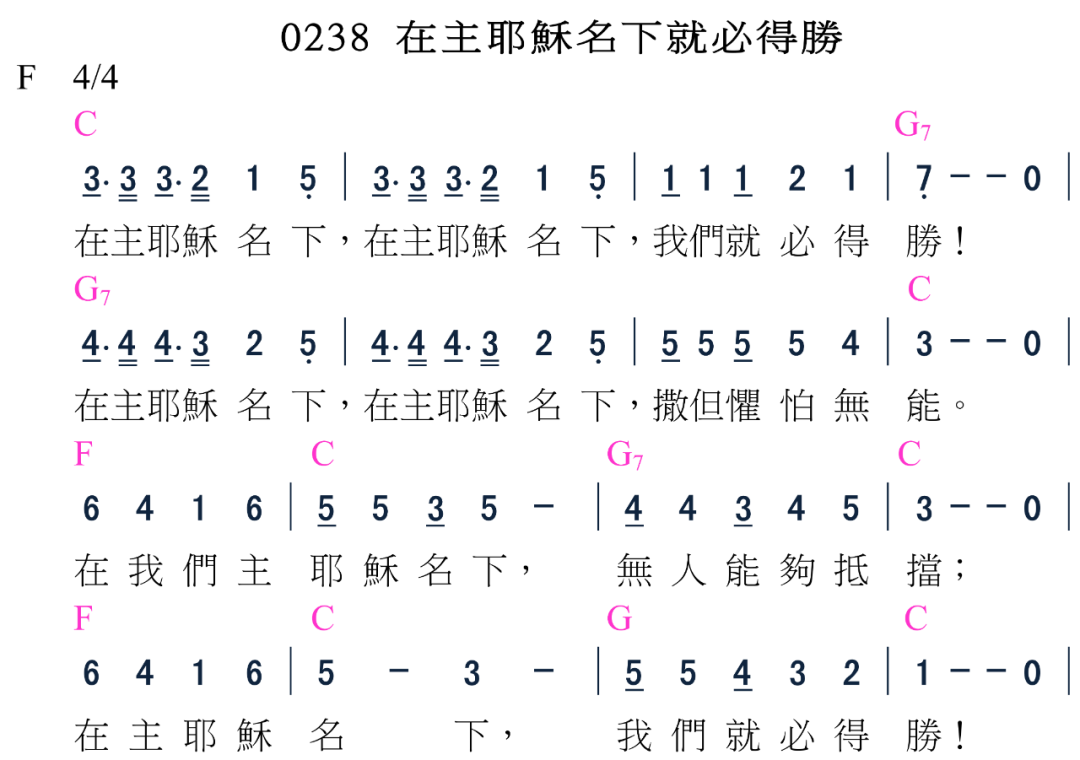 0238 在主耶穌名下就必得勝
F 4/4
C G7
3· 3 3· 2 1 5 | 3· 3 3· 2 1 5 | 1 1 1 2 1 | 7 - - 0 |
在主耶穌 名 下，在主耶穌 名 下，我們就 必 得 勝！
G7 C
4· 4 4· 3 2 5 | 4· 4 4· 3 2 5 | 5 5 5 5 4 | 3 - - 0 |
在主耶穌 名 下，在主耶穌 名 下，撒但懼 怕 無 能。
F C G7 C
6 4 1 6 | 5 5 3 5 - | 4 4 3 4 5 | 3 - - 0 |
在 我 們 主 耶 穌 名 下， 無 人 能 夠 抵 擋；
F C G C
6 4 1 6 | 5 - 3 - | 5 5 4 3 2 | 1 - - 0 |
在 主 耶 穌 名 下， 我 們 就 必 得 勝！